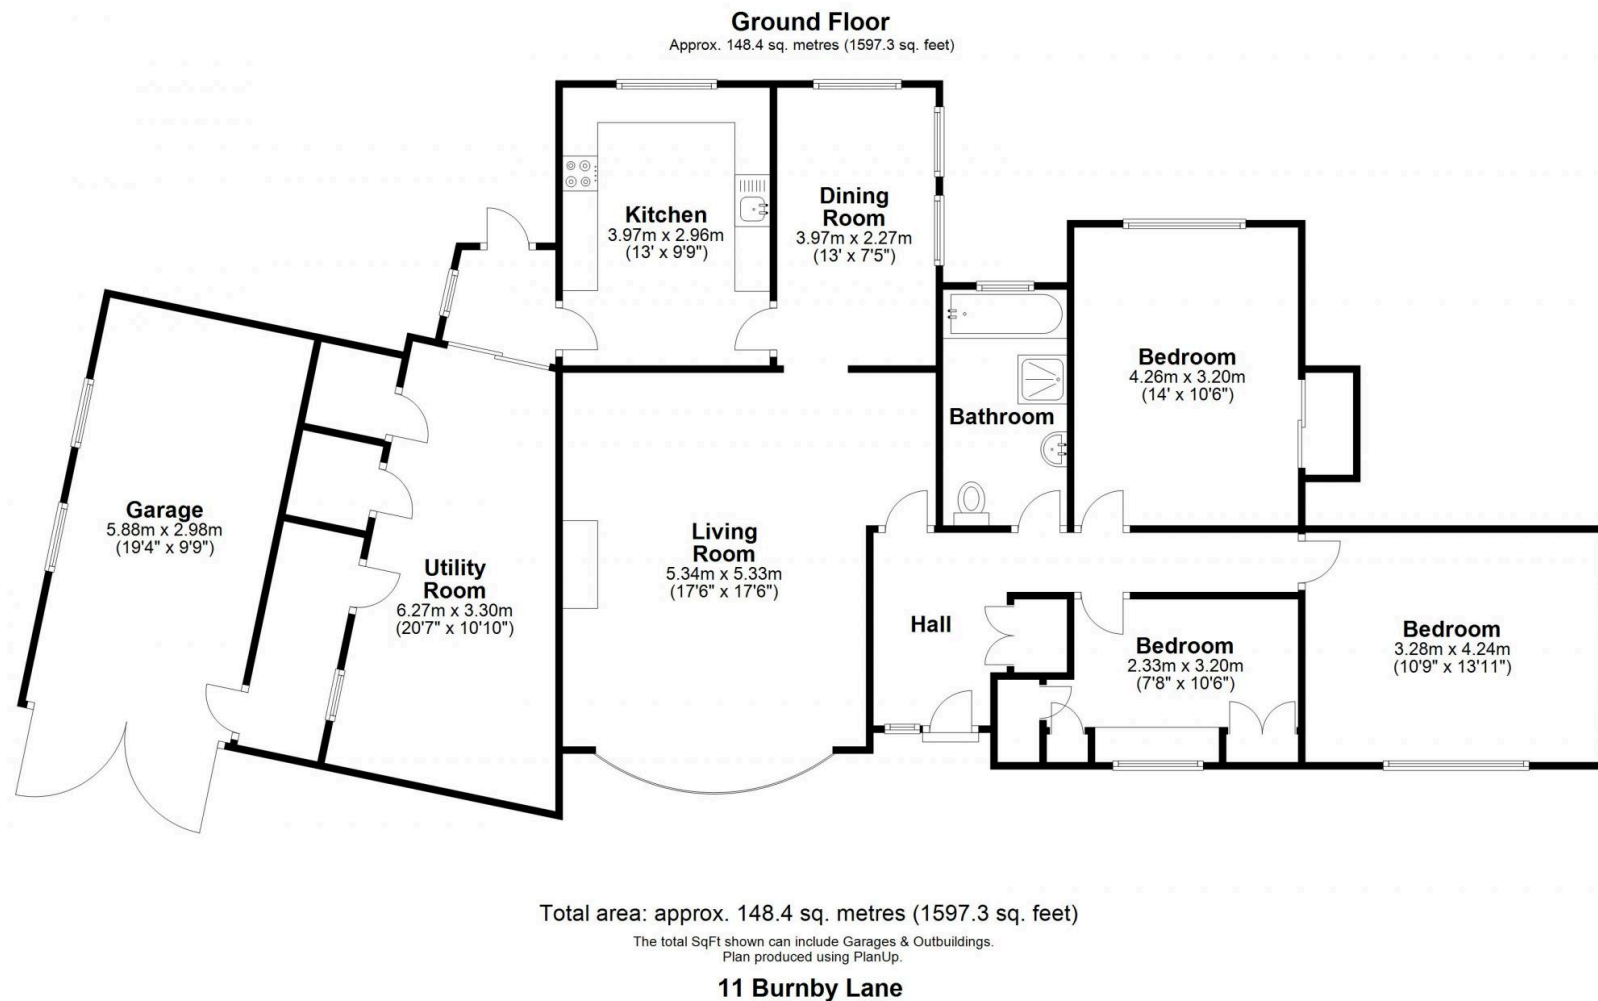 Ground Floor
Approx. 148.4 sq. metres (1597.3 sq. feet)
Kitchen
3.97m x 2.96m
(13' x 9'9")
Dining
Room
3.97m x 2.27m
(13' x 7'5")
Bedroom
4.26m x 3.20m
(14' x 10'6")
Bathroom
Garage
5.88m x 2.98m
(19'4" x 9'9")
Utility
Room
6.27m x 3.30m
(20'7" x 10'10")
Living
Room
5.34m x 5.33m
(17'6" x 17'6")
Hall
Bedroom
2.33m x 3.20m
(7'8" x 10'6")
Bedroom
3.28m x 4.24m
(10'9" x 13'11")
Total area: approx. 148.4 sq. metres (1597.3 sq. feet)
The total SqFt shown can include Garages & Outbuildings.
Plan produced using PlanUp.
11 Burnby Lane